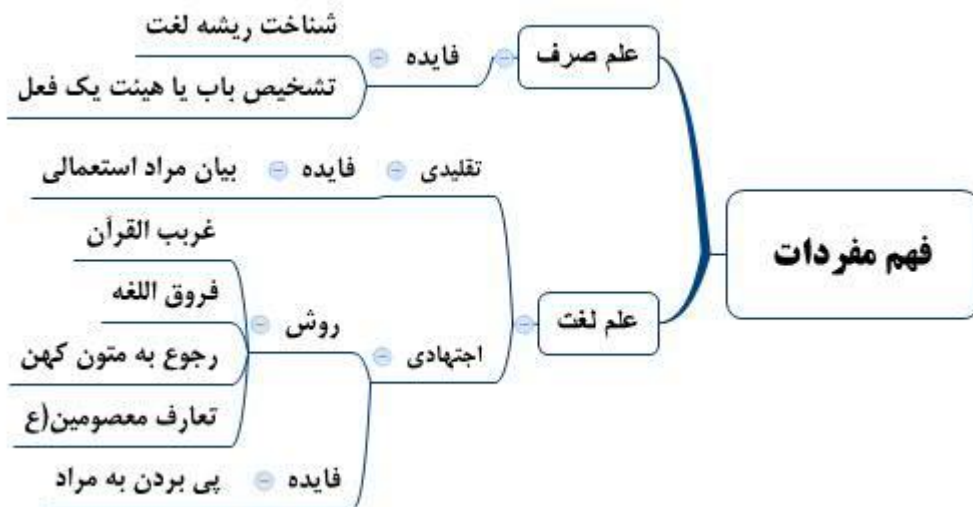 فهم مفردات
علم صرف
فایده
شناخت ریشه لغت
تشخیص باب یا هیئت یک فعل
علم لغت
تقلیدی
فایده
بیان مراد استعمالی
اجتهادی
روش
غریب القرآن
فروق اللغه
رجوع به متون کهن
تعارف معصومین(ع
فایده
پی بردن به مراد